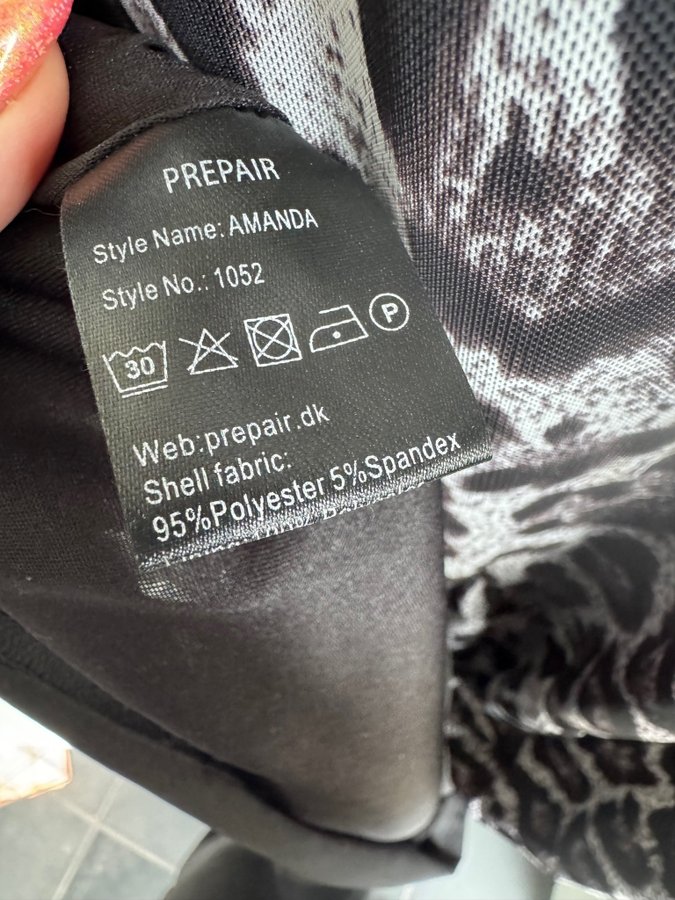 PREPAIR
Style Name: AMANDA
Style No.: 1052
30 P
Web:prepair.dk
Shell fabric:
95%Polyester 5%Spandex